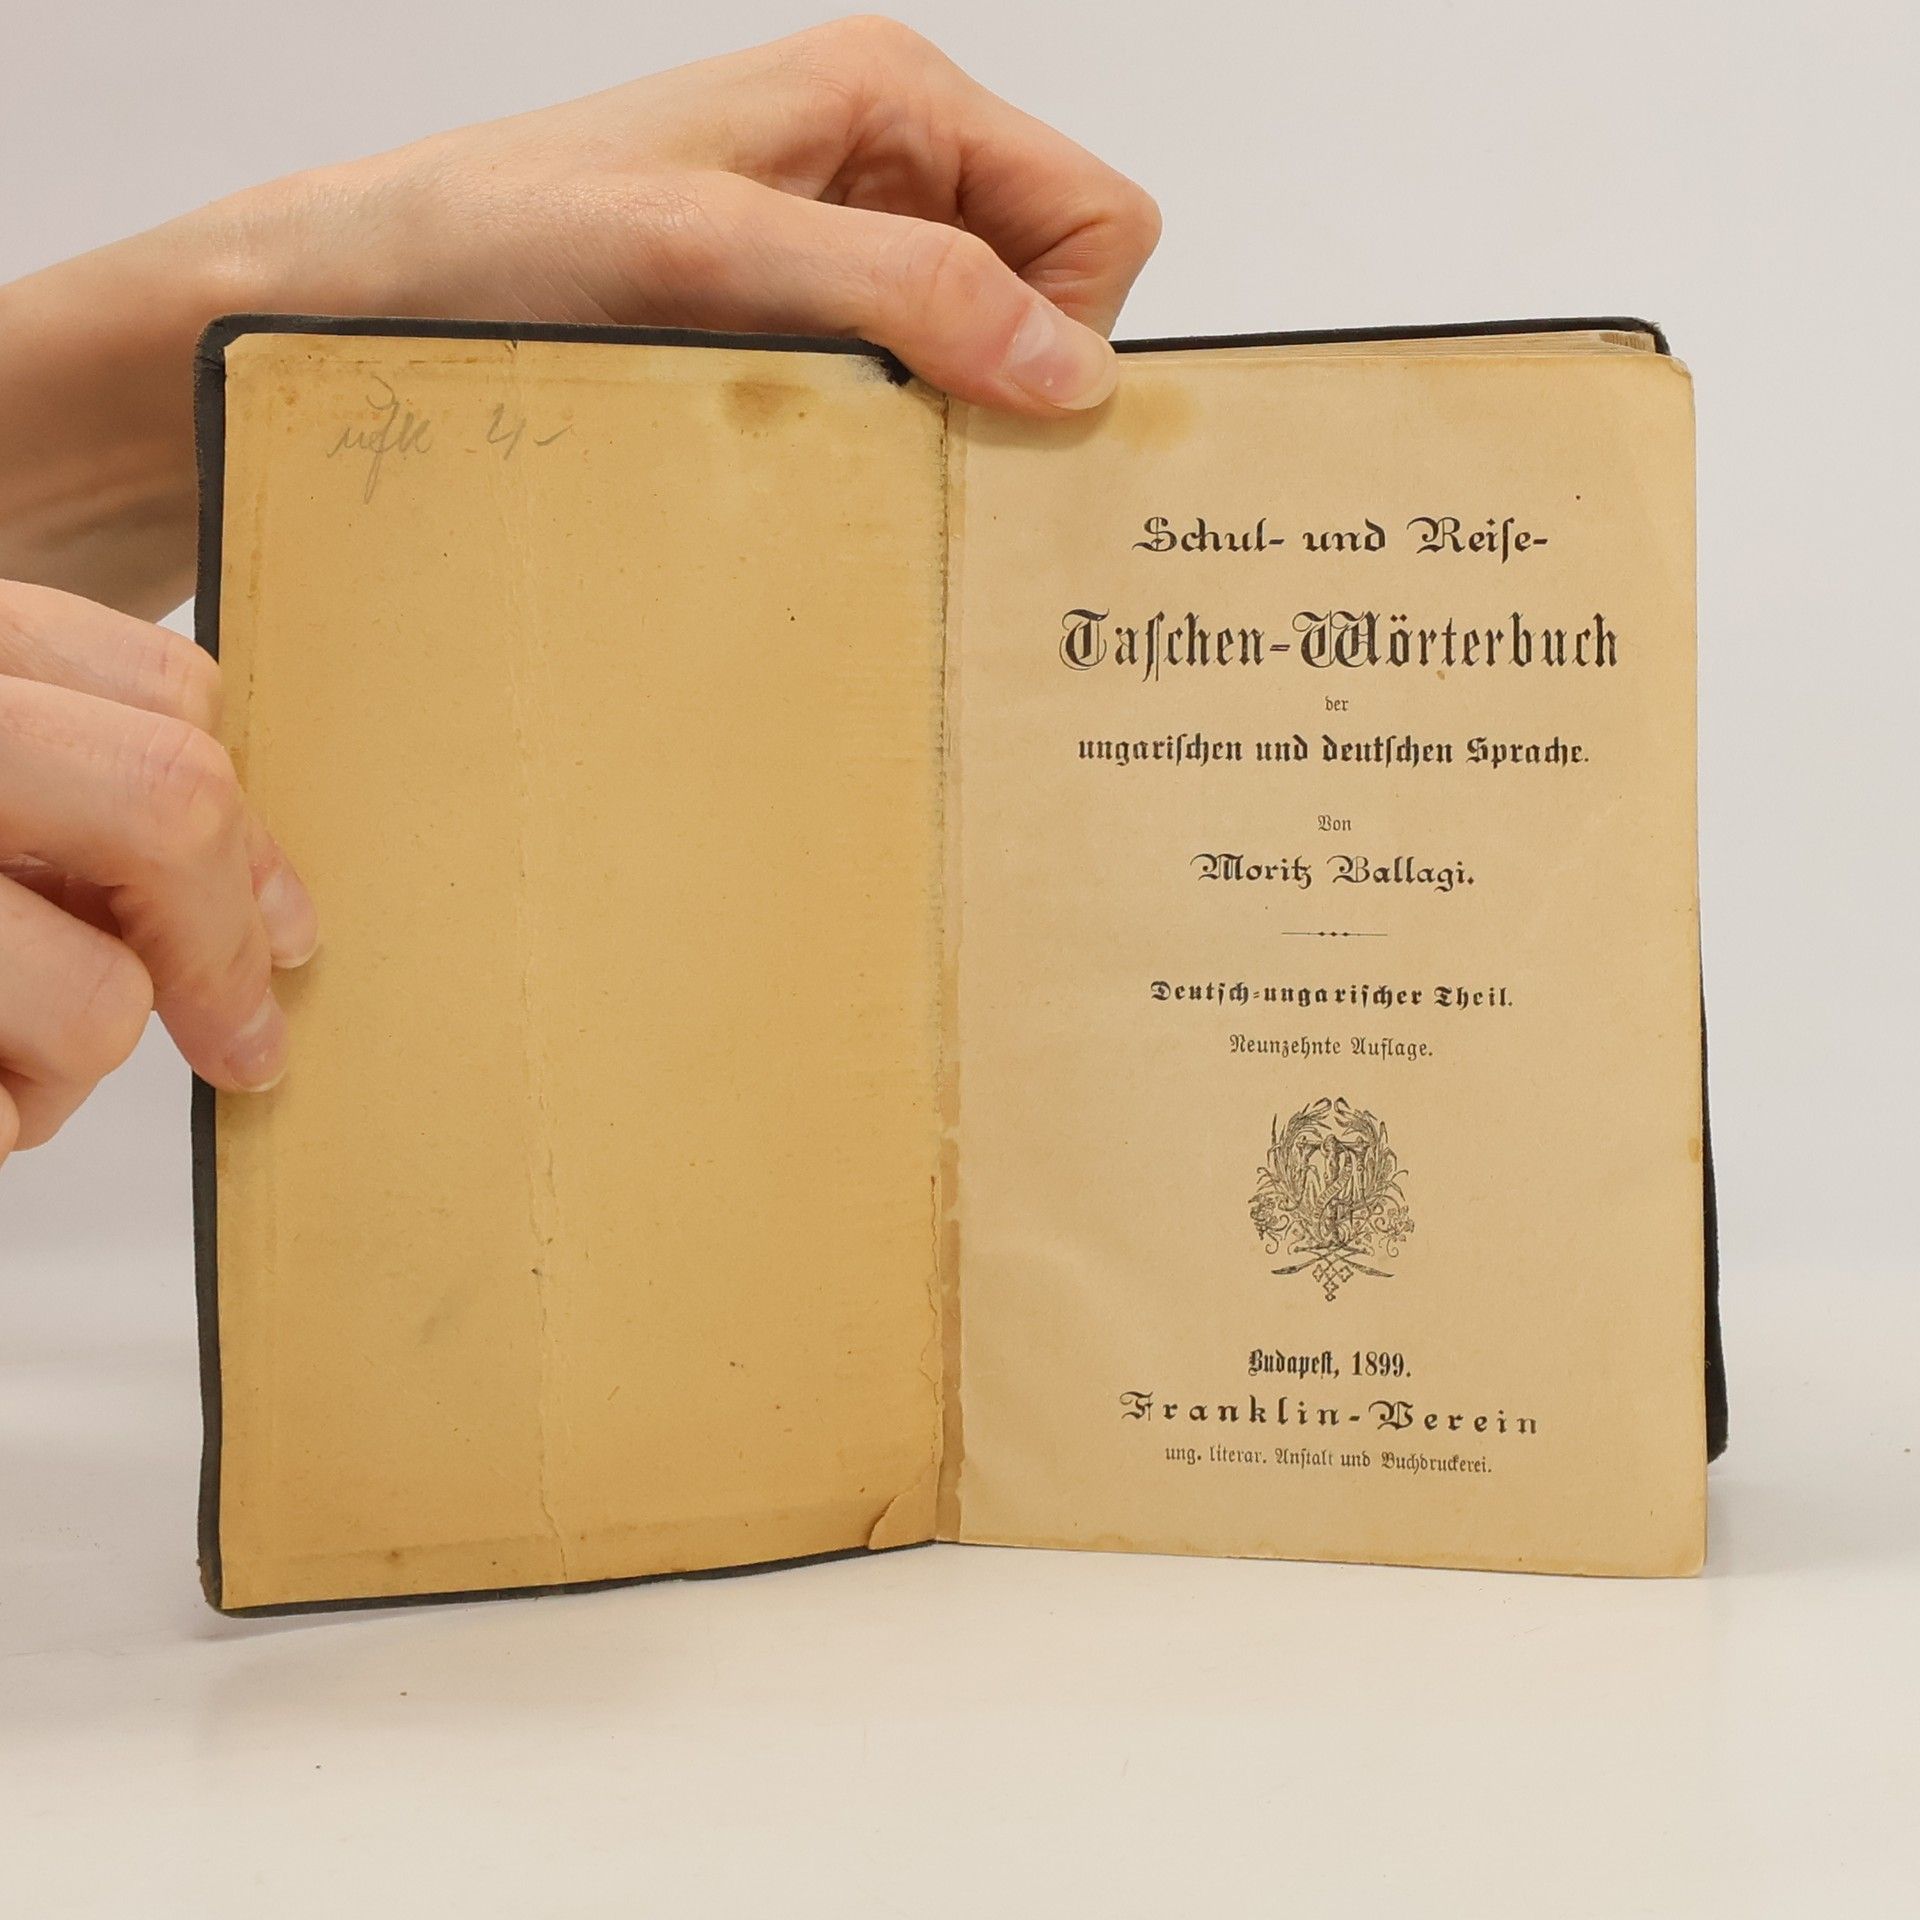 Schul- und Reiſe-
Taſchen-Wörterbuch
der
ungariſchen und deutſchen Sprache.
Von
Moritz Ballagi.
Deutſch-ungariſcher Theil.
Neunzehnte Auflage.
Budapeſt, 1899.
Franklin-Verein
ung. literar. Anſtalt und Buchdruckerei.